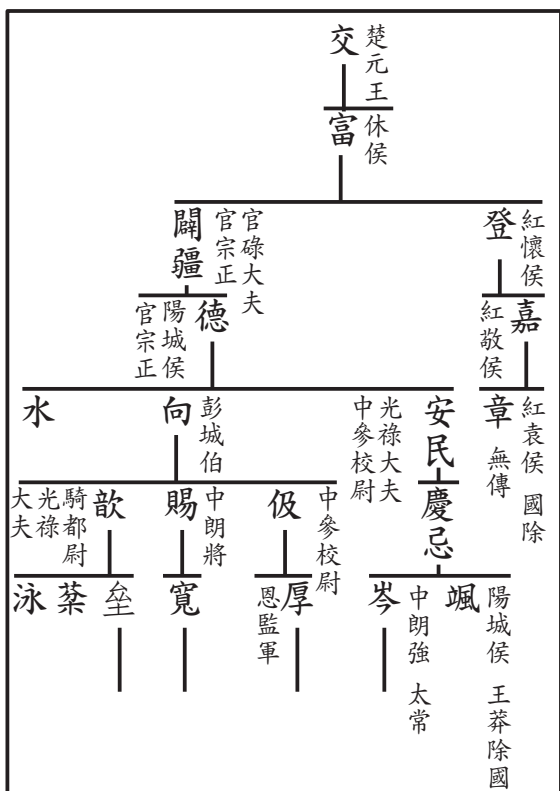 交
楚元王
富
休侯
登
紅懷侯
闢疆
官碌大夫
官宗正
嘉
紅敬侯
德
陽城侯
官宗正
章
紅袁侯 國除
無傳
安民
光祿大夫
中參校尉
向
彭城伯
水
慶忌
伋
中參校尉
賜
中朗將
歆
騎都尉
光祿
大夫
颯
陽城侯 王莽除國
岑
中朗強 太常
厚
恩監軍
寬
垒
棻
泳